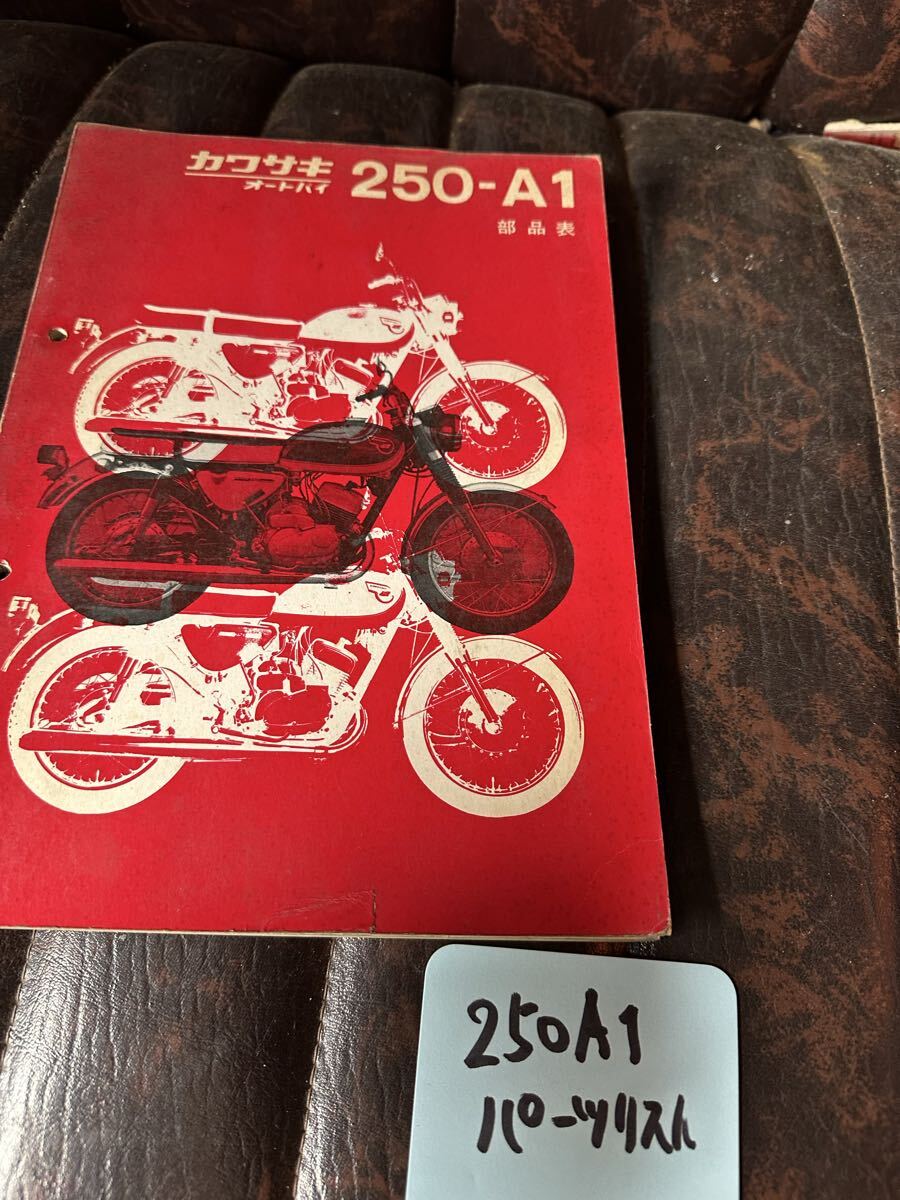 カワサキ
オートバイ 250-A1
部品表
250A1
パーツリスト